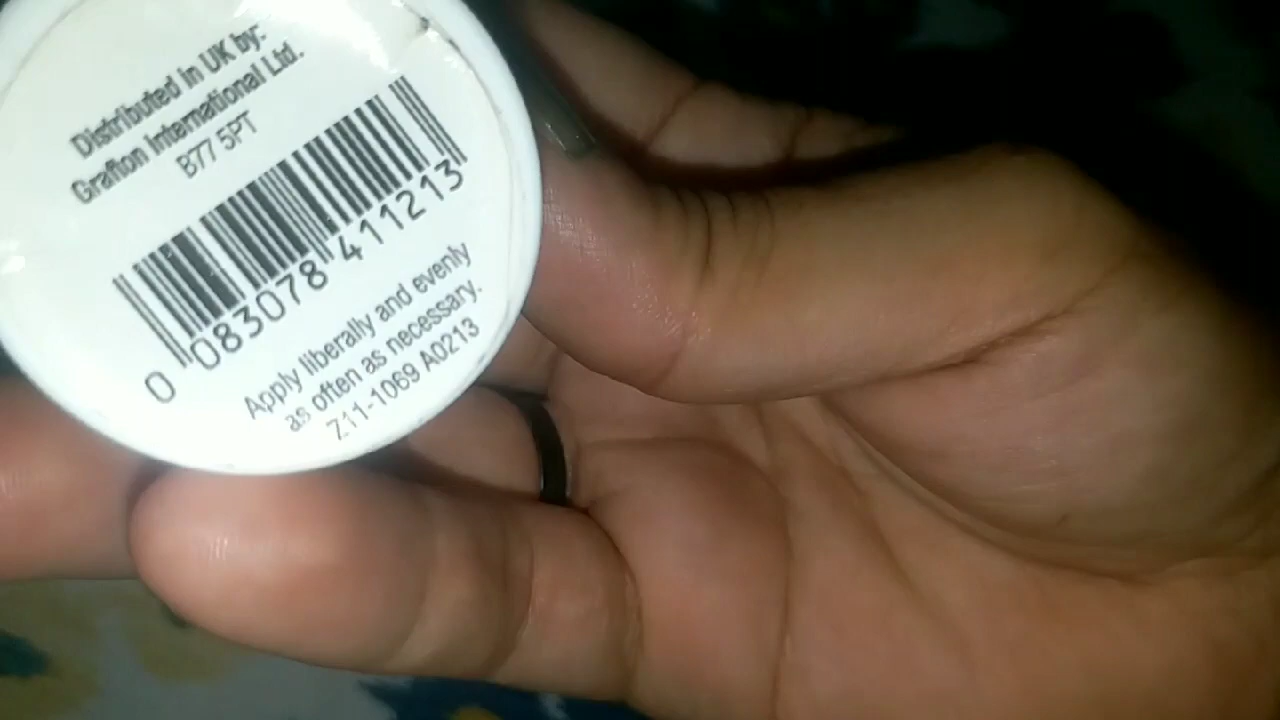 Distributed in UK by:
Grafton International Ltd.
B77 5PT
0 083078 411213
Apply liberally and evenly
as often as necessary.
Z11-1069 A0213